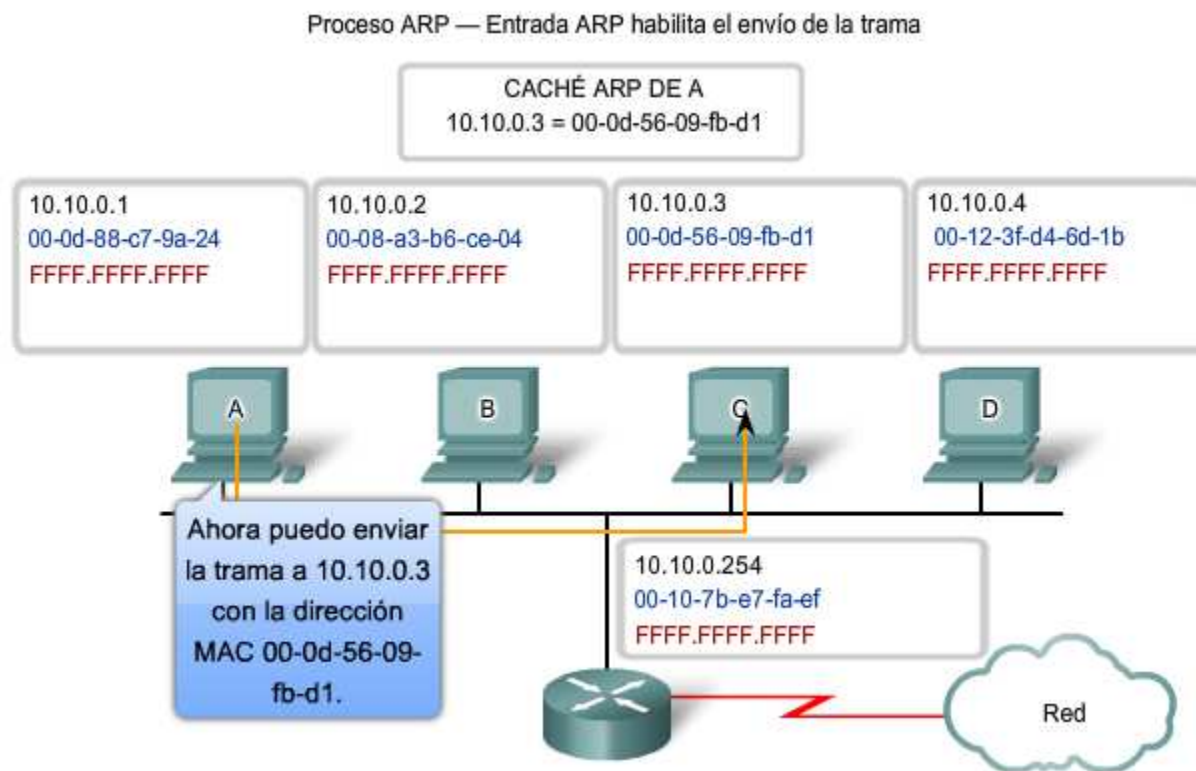 Proceso ARP — Entrada ARP habilita el envío de la trama
CACHÉ ARP DE A
10.10.0.3 = 00-0d-56-09-fb-d1
10.10.0.1
00-0d-88-c7-9a-24
FFFF.FFFF.FFFF
10.10.0.2
00-08-a3-b6-ce-04
FFFF.FFFF.FFFF
10.10.0.3
00-0d-56-09-fb-d1
FFFF.FFFF.FFFF
10.10.0.4
00-12-3f-d4-6d-1b
FFFF.FFFF.FFFF
A
B
C
D
Ahora puedo enviar
la trama a 10.10.0.3
con la dirección
MAC 00-0d-56-09-
fb-d1.
10.10.0.254
00-10-7b-e7-fa-ef
FFFF.FFFF.FFFF
Red